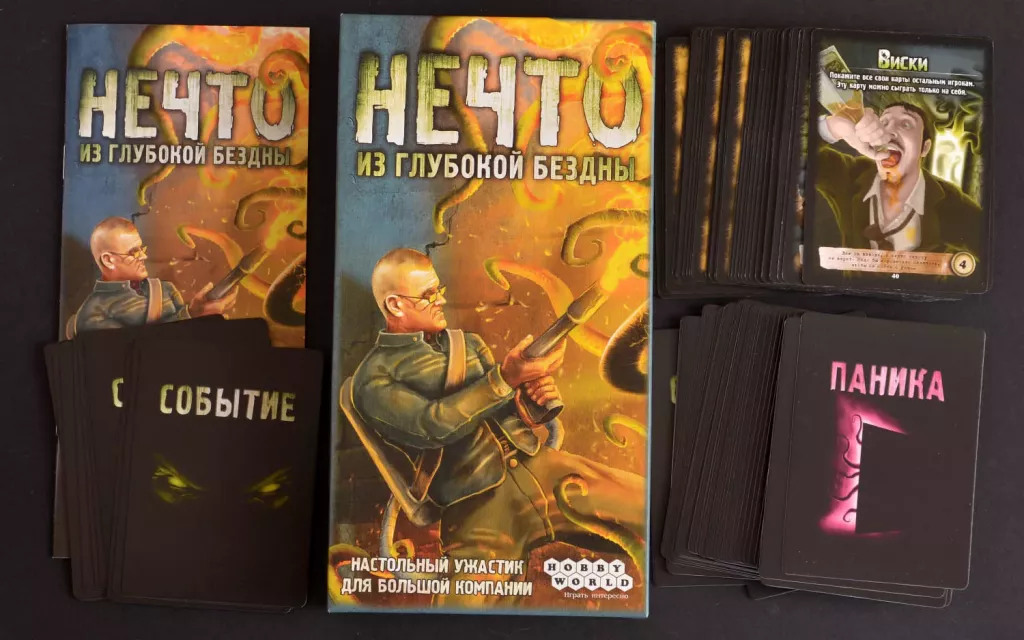 НЕЧТО
ИЗ ГЛУБОКОЙ БЕЗДНЫ
НЕЧТО
ИЗ ГЛУБОКОЙ БЕЗДНЫ
НАСТОЛЬНЫЙ УЖАСТИК
ДЛЯ БОЛЬШОЙ КОМПАНИИ
HOBBY
WORLD
Играть интересно
Виски
Покажите все свои карты остальным игрокам.
Эту карту можно сыграть только на себя.
4
40
С
СОБЫТИЕ
ПАНИКА